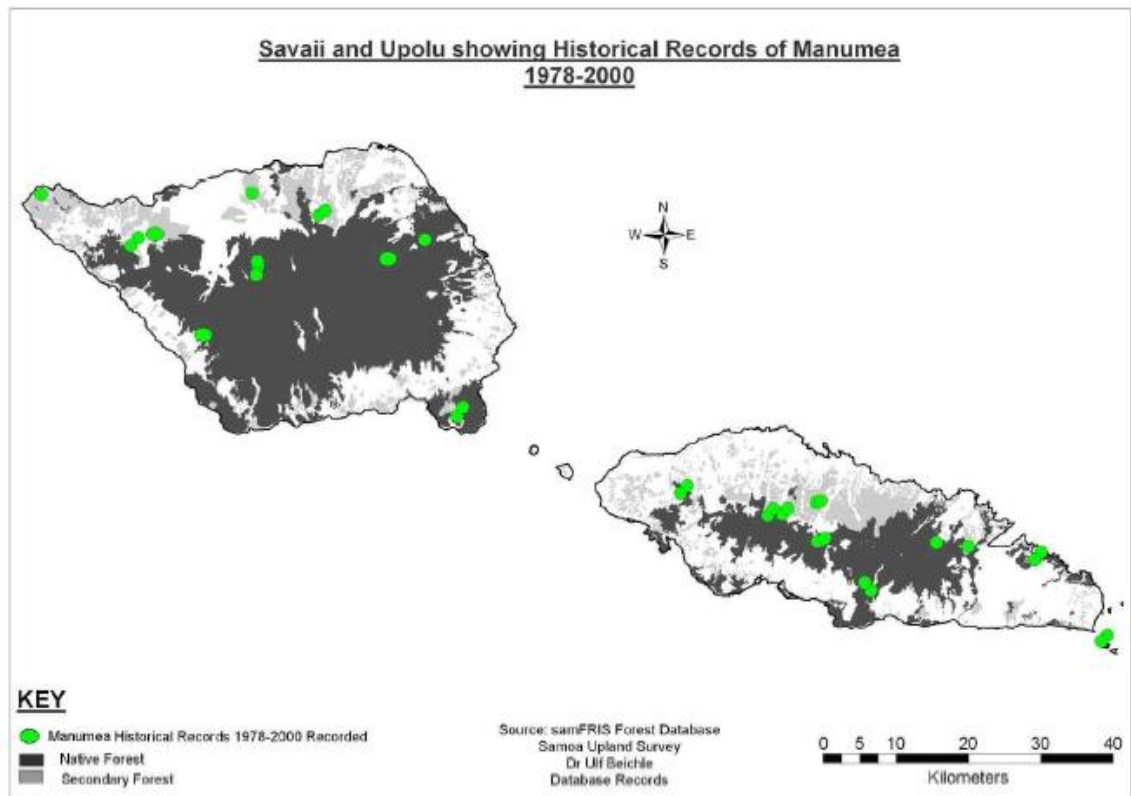 Savaii and Upolu showing Historical Records of Manumea
1978-2000
N
W E
S
KEY
Manumea Historical Records 1978-2000 Recorded
Native Forest
Secondary Forest
Source: samFRIS Forest Database
Samoa Upland Survey
Dr Ulf Beichle
Database Records
0 5 10 20 30 40
Kilometers